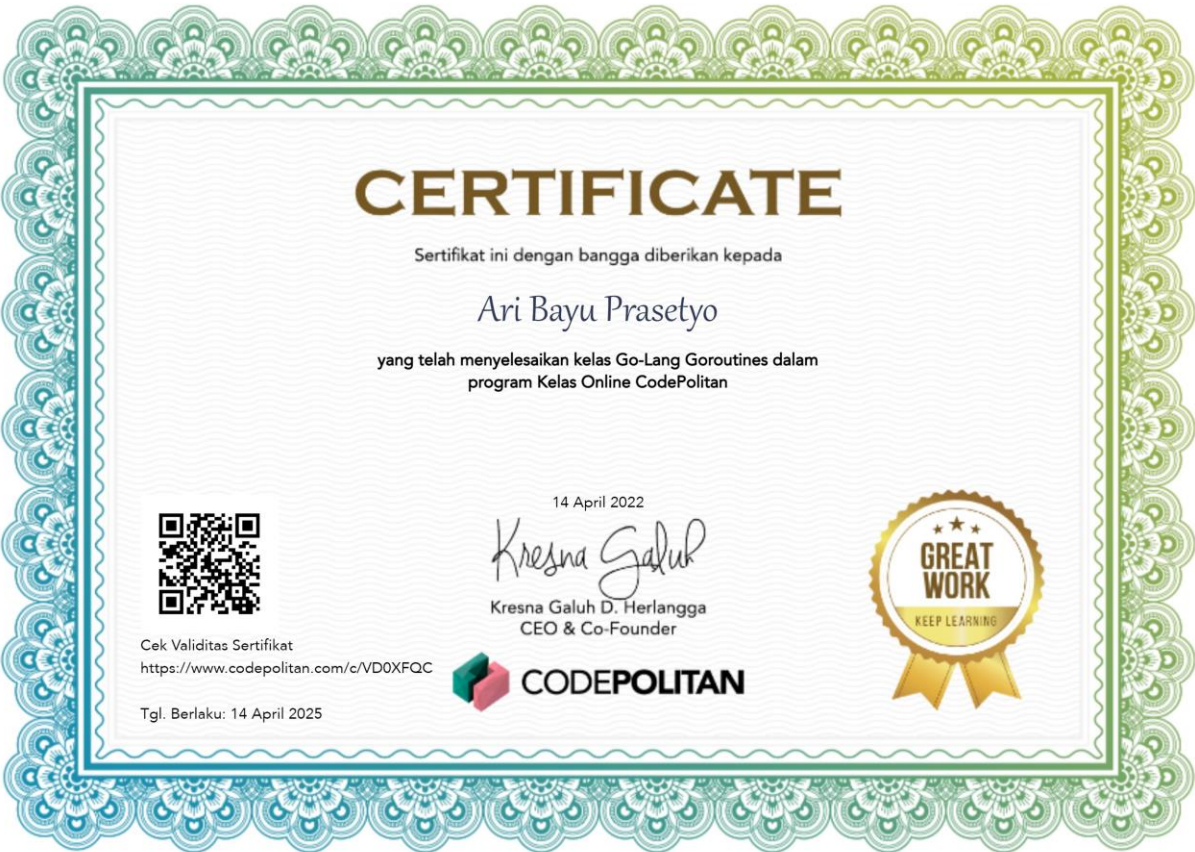 CERTIFICATE
Sertifikat ini dengan bangga diberikan kepada
Ari Bayu Prasetyo
yang telah menyelesaikan kelas Go-Lang Goroutines dalam
program Kelas Online CodePolitan
14 April 2022
Kresna Galuh
Kresna Galuh D. Herlangga
CEO & Co-Founder
CODEPOLITAN
Cek Validitas Sertifikat
https://www.codepolitan.com/c/VD0XFQC
Tgl. Berlaku: 14 April 2025
GREAT
WORK
KEEP LEARNING